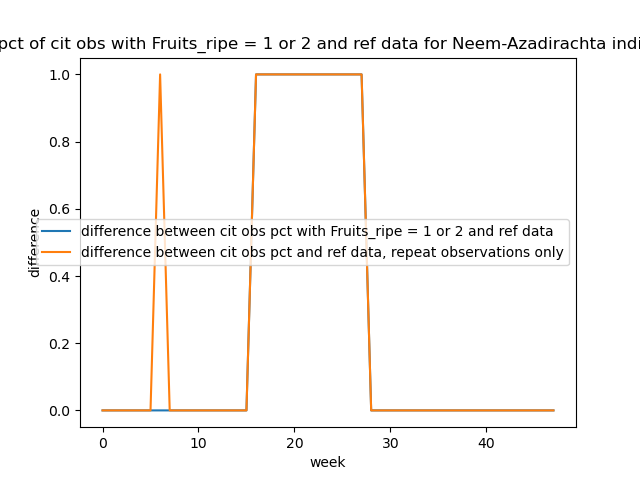 pct of cit obs with Fruits_ripe = 1 or 2 and ref data for Neem-Azadirachta indi
1.0
0.8
0.6
0.4
0.2
0.0
difference
difference between cit obs pct with Fruits_ripe = 1 or 2 and ref data
difference between cit obs pct and ref data, repeat observations only
0 10 20 30 40
week